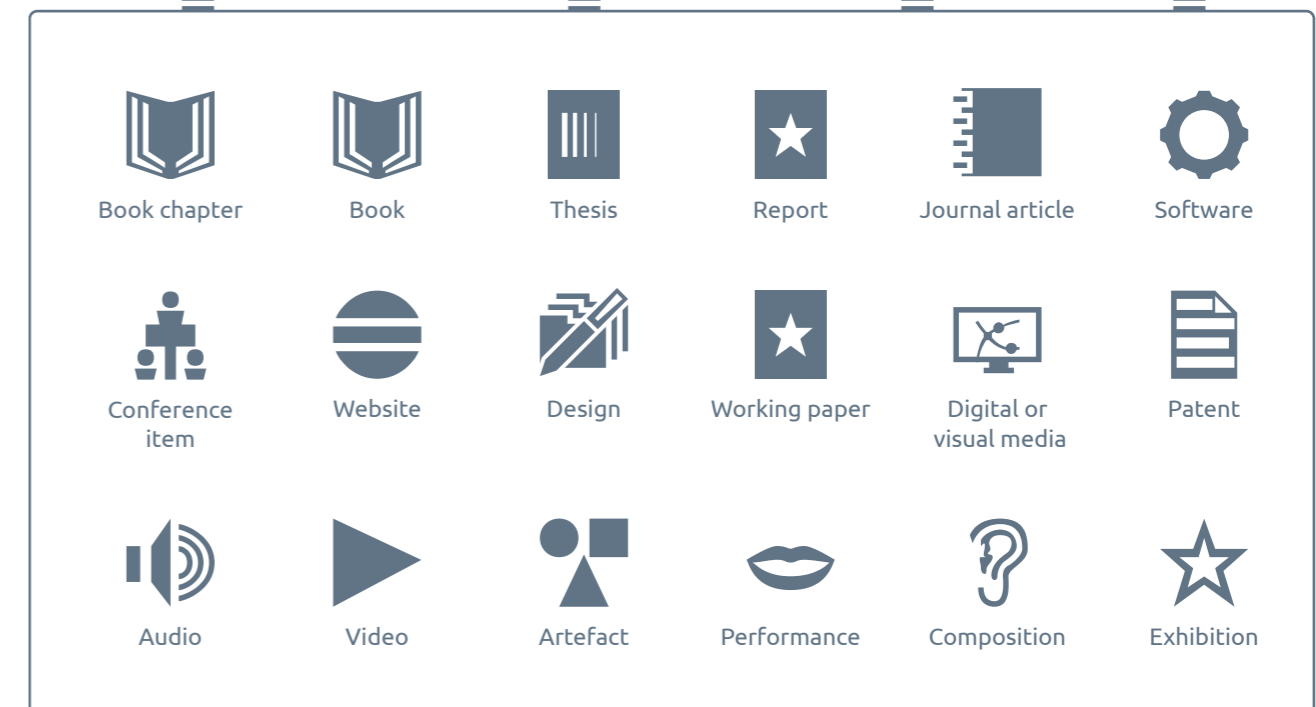 Book chapter
Book
Thesis
Report
Journal article
Software
Conference
item
Website
Design
Working paper
Digital or
visual media
Patent
Audio
Video
Artefact
Performance
Composition
Exhibition